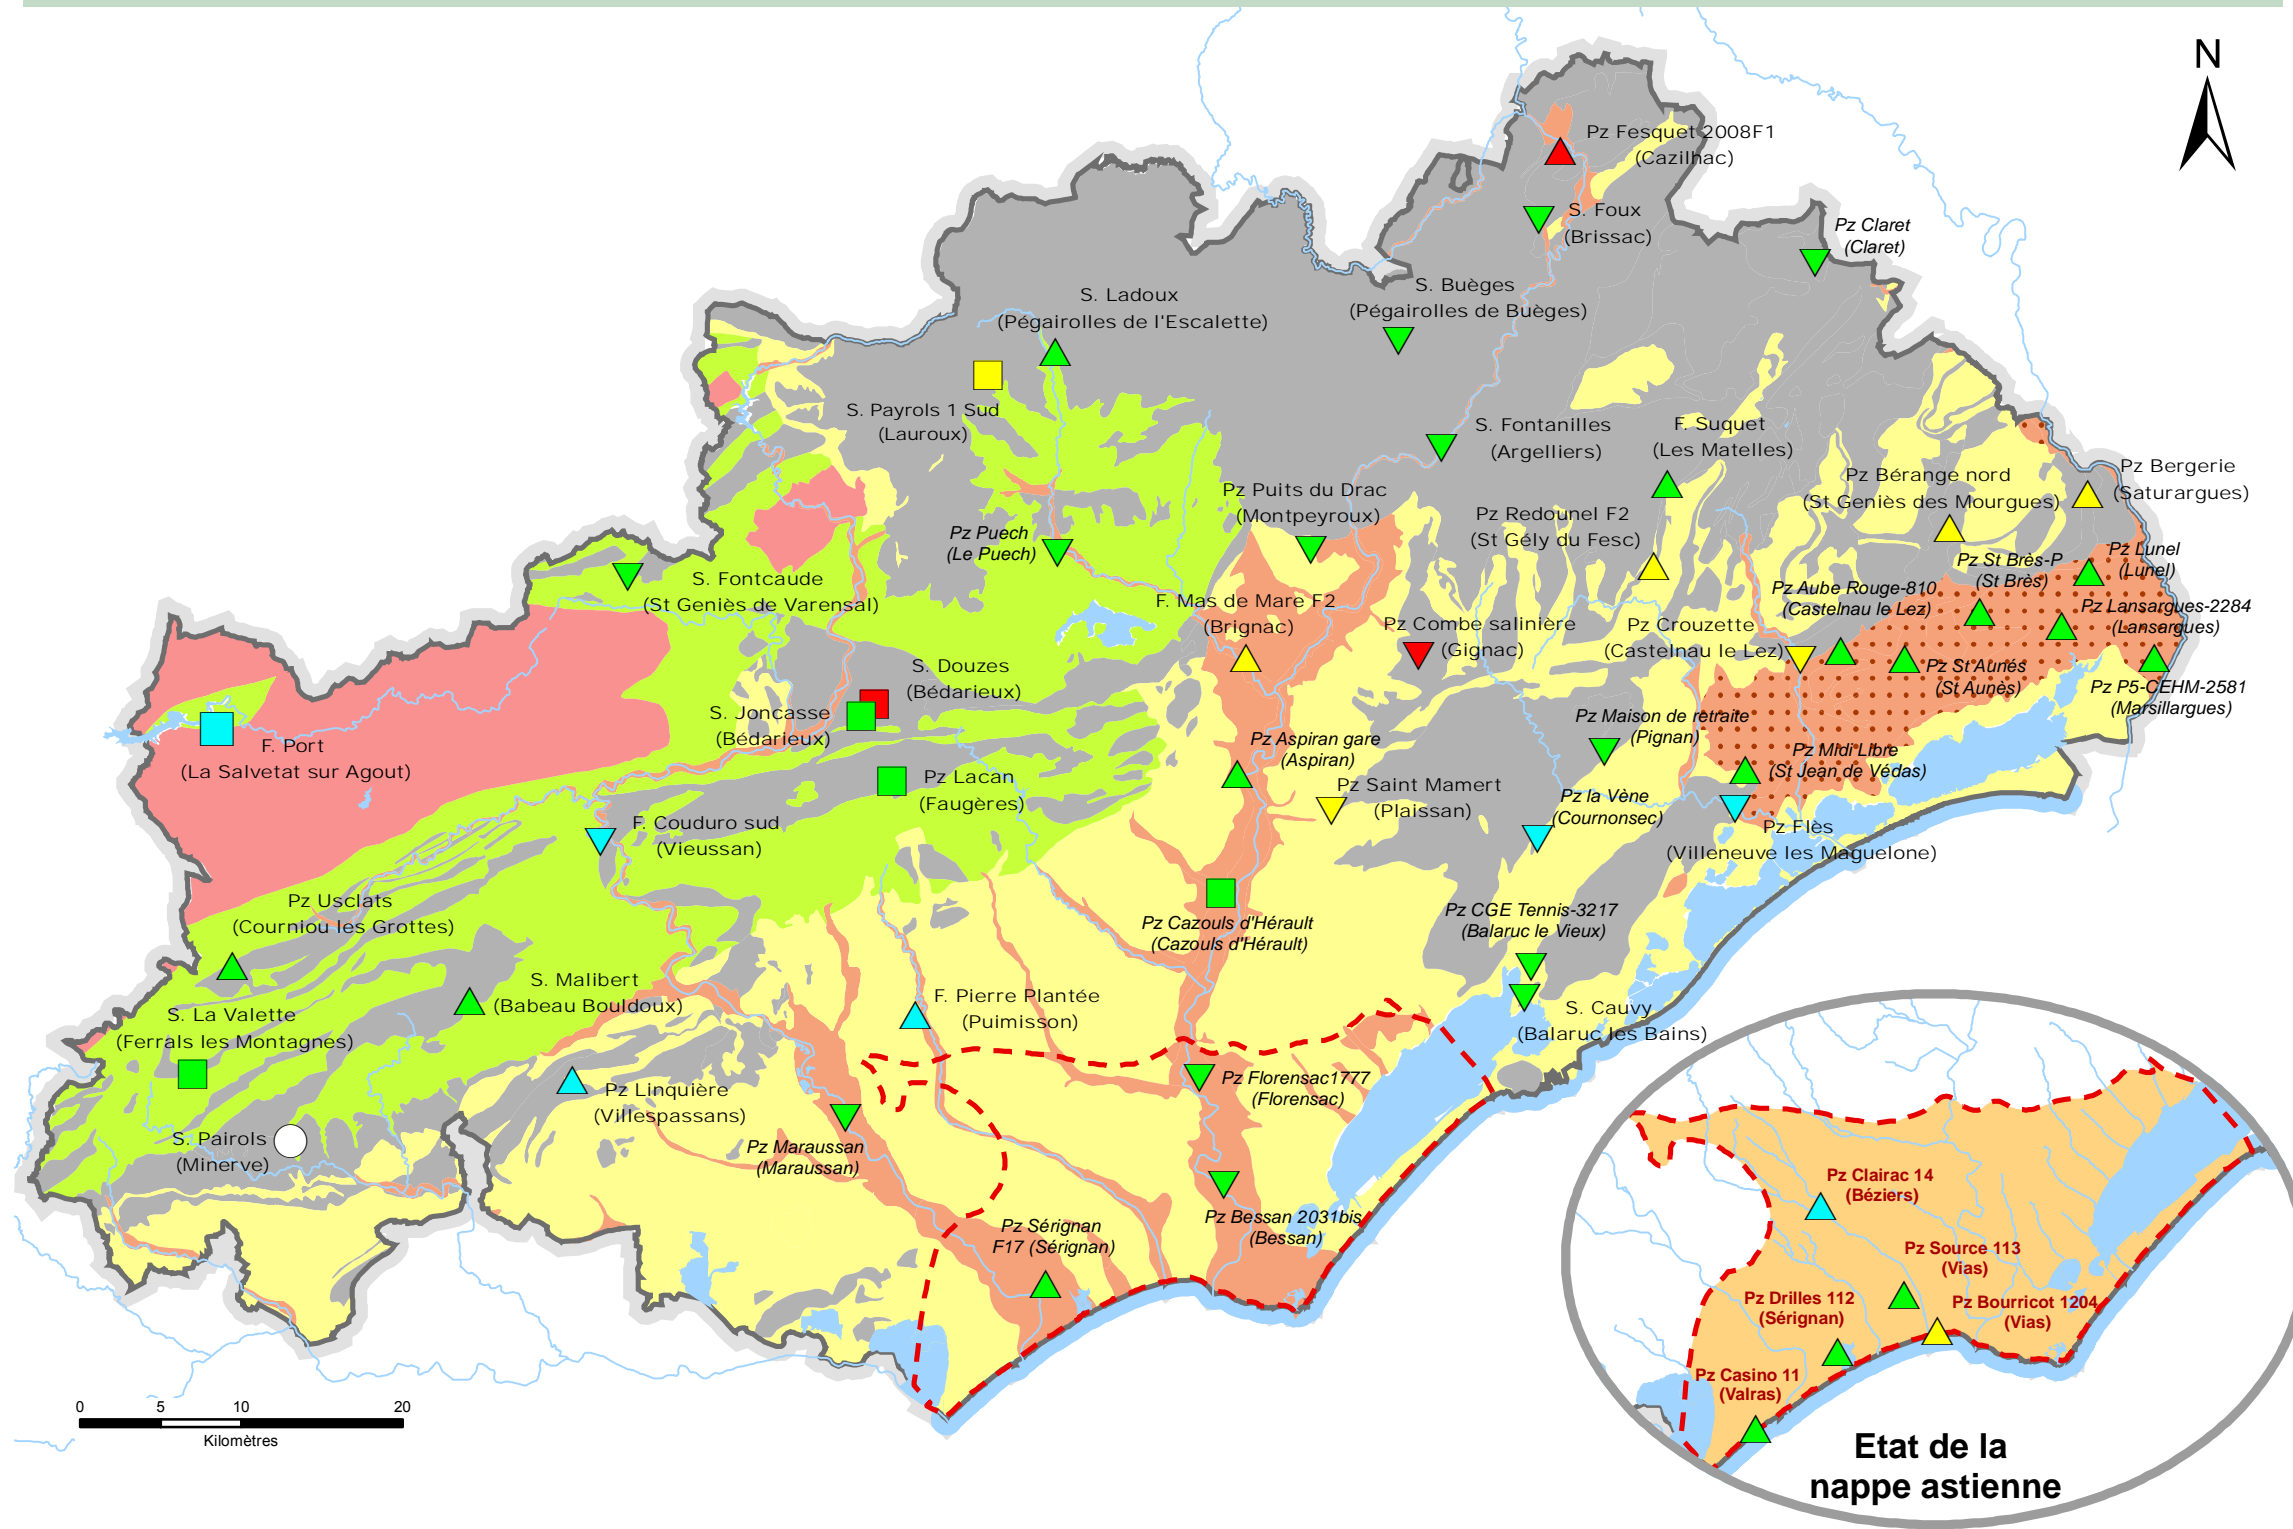 N
Pz Fesquet 2008F1
(Cazilhac)
S. Foux
(Brissac)
Pz Claret
(Claret)
S. Buèges
(Pégairolles de Buèges)
S. Ladoux
(Pégairolles de l'Escalette)
S. Payrols 1 Sud
(Lauroux)
S. Fontanilles
(Argelliers)
F. Suquet
(Les Matelles)
Pz Bérange nord
(St Geniès des Mourgues)
Pz Bergerie
(Saturargues)
Pz Puits du Drac
(Montpeyroux)
Pz Redounel F2
(St Gély du Fesc)
Pz Puech
(Le Puech)
Pz St Brès-P
(St Brès)
Pz Lunel
(Lunel)
S. Fontcaude
(St Geniès de Varensal)
F. Mas de Mare F2
(Brignac)
Pz Aube Rouge-810
(Castelnau le Lez)
Pz Lansargues-2284
(Lansargues)
Pz Combe salinière
(Gignac)
Pz Crouzette
(Castelnau le Lez)
S. Douzes
(Bédarieux)
Pz St Aunés
(St Aunès)
Pz P5-CEHM-2581
(Marsillargues)
S. Joncasse
(Bédarieux)
Pz Maison de retraite
(Pignan)
F. Port
(La Salvetat sur Agout)
Pz Aspiran gare
(Aspiran)
Pz Midi Libre
(St Jean de Védas)
Pz Lacan
(Faugères)
Pz Saint Mamert
(Plaissan)
Pz la Vène
(Cournonsec)
F. Couduro sud
(Vieussan)
Pz Flès
(Villeneuve les Maguelone)
Pz Usclats
(Courniou les Grottes)
Pz Cazouls d'Hérault
(Cazouls d'Hérault)
Pz CGE Tennis-3217
(Balaruc le Vieux)
S. Malibert
(Babeau Bouldoux)
F. Pierre Plantée
(Puimisson)
S. Cauvy
(Balaruc les Bains)
S. La Valette
(Ferrals les Montagnes)
Pz Linquière
(Villespassans)
Pz Florensac1777
(Florensac)
S. Pairols
(Minerve)
Pz Maraussan
(Maraussan)
Pz Sérignan
F17 (Sérignan)
Pz Bessan 2031bis
(Bessan)
Pz Clairac 14
(Béziers)
Pz Source 113
(Vias)
Pz Drilles 112
(Sérignan)
Pz Bourricot 1204
(Vias)
Pz Casino 11
(Valras)
Etat de la
nappe astienne
0 5 10 20
Kilomètres